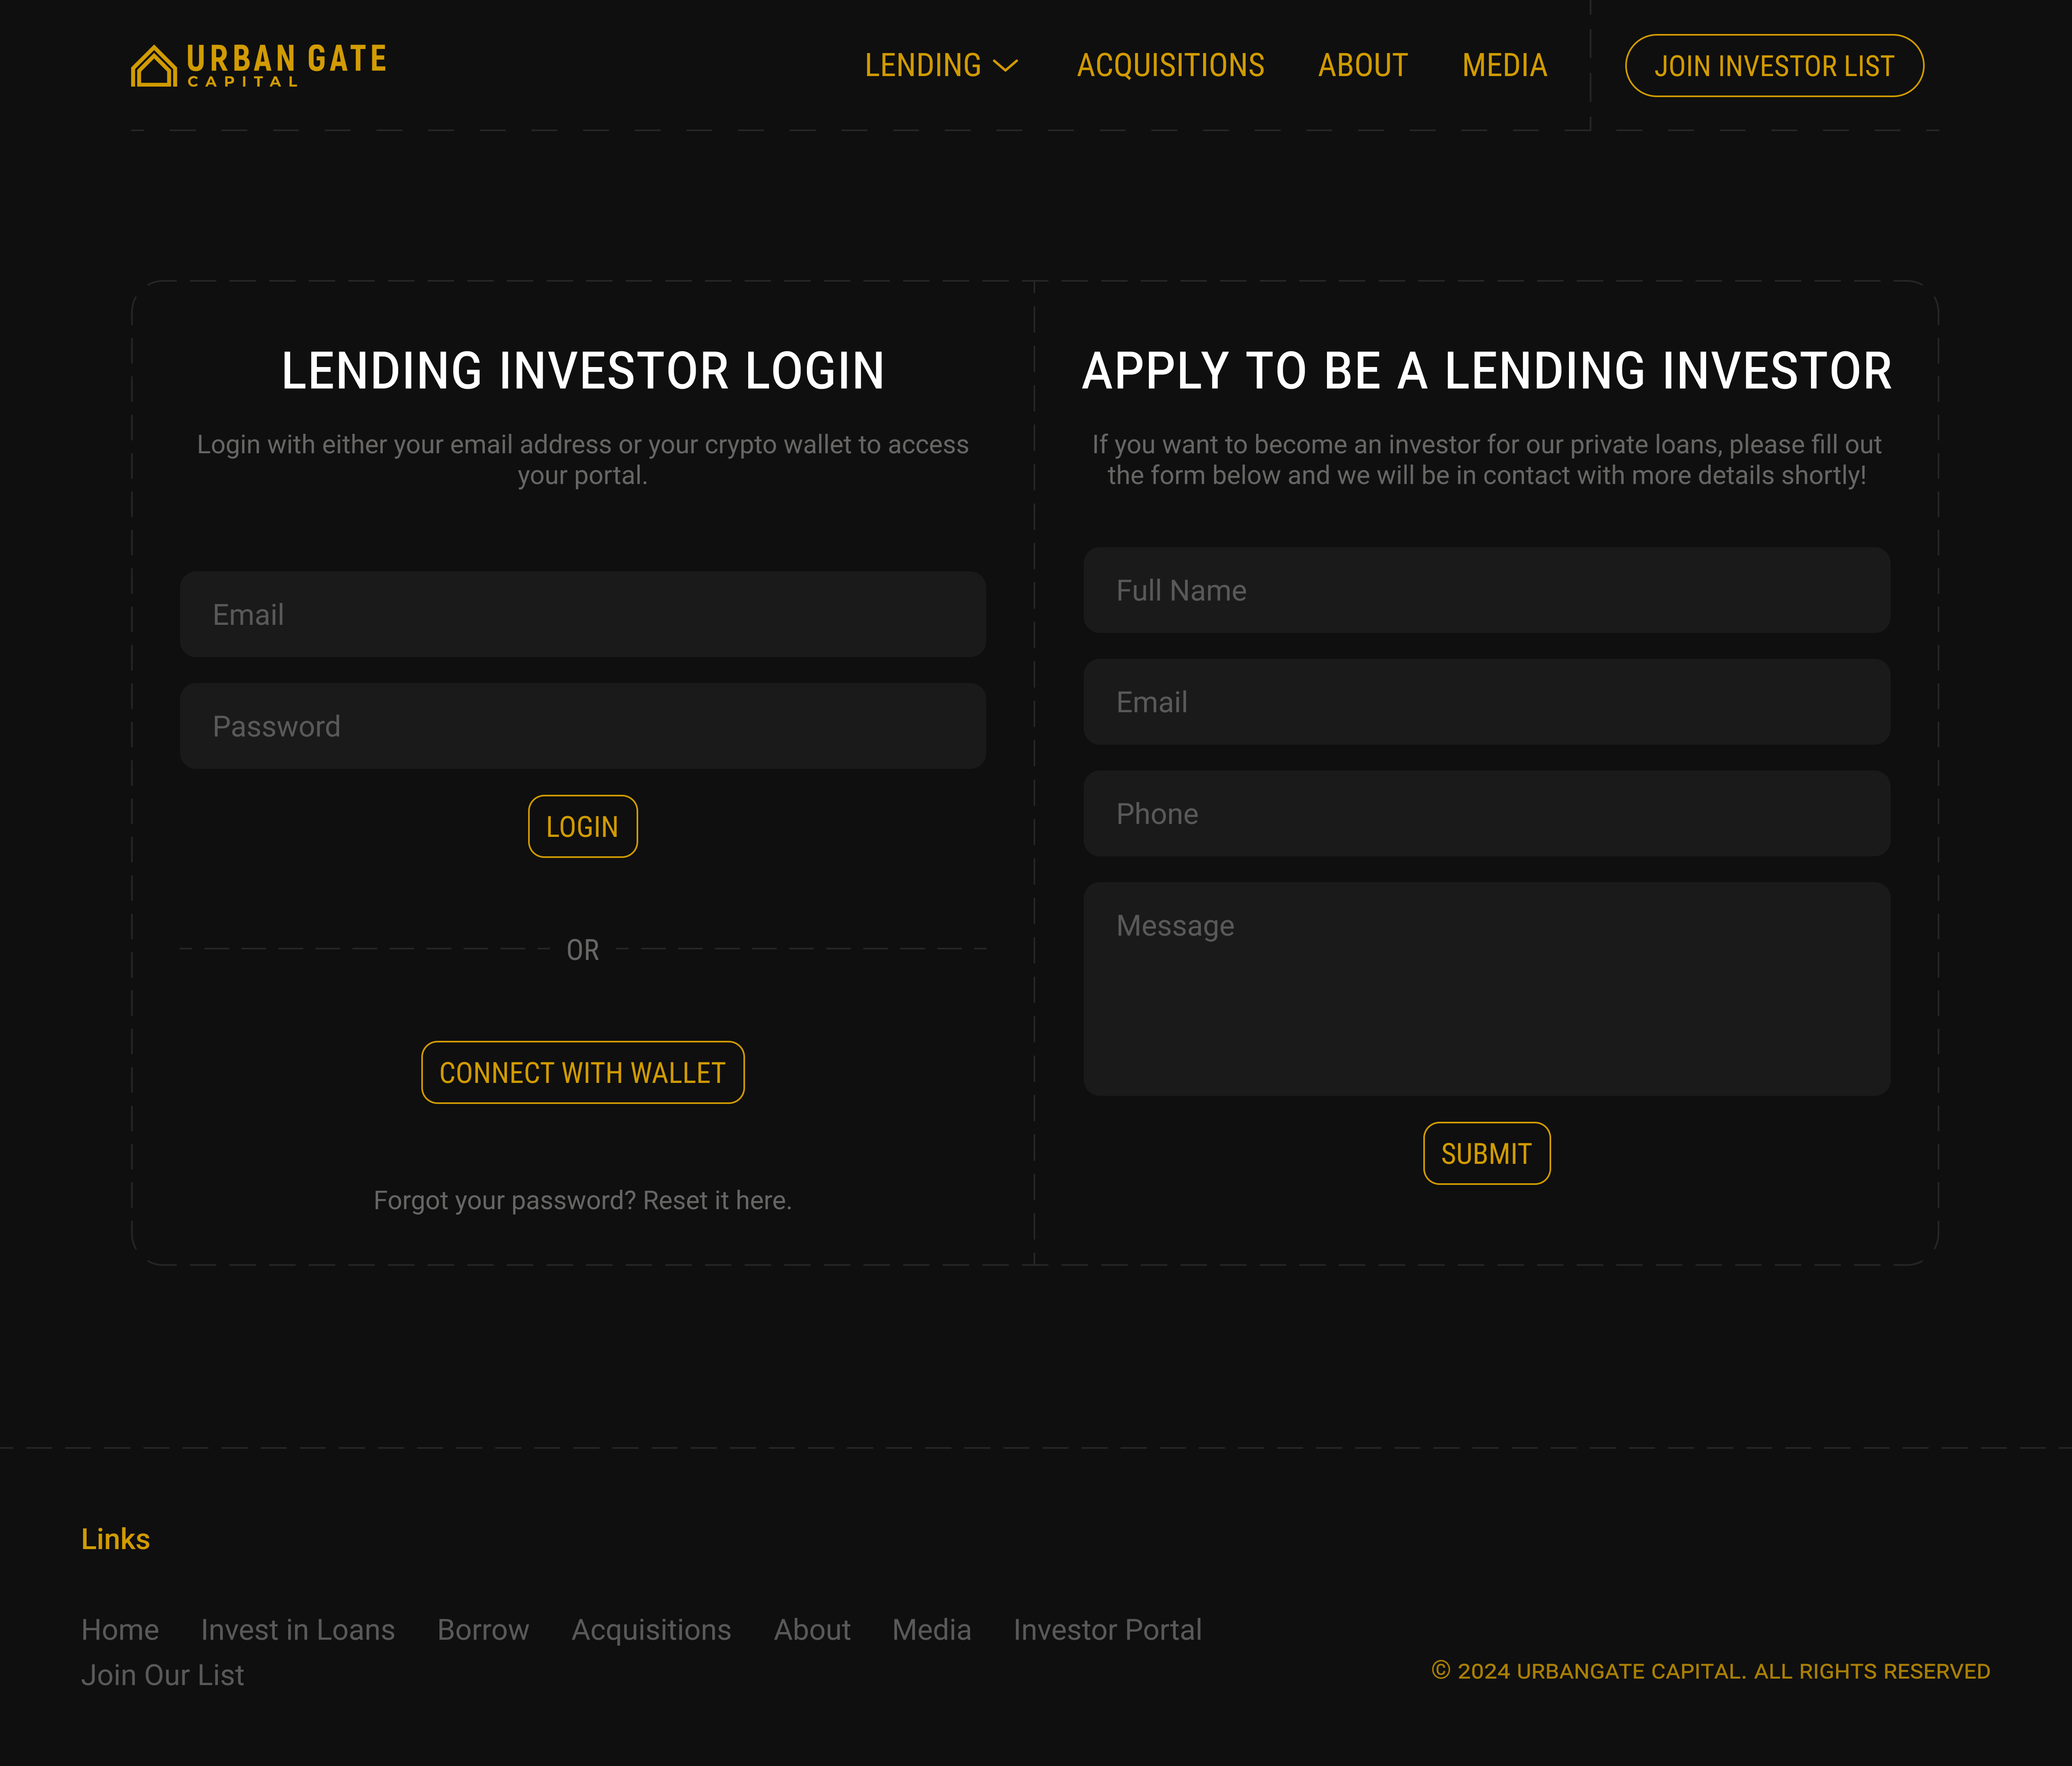 URBAN GATE
CAPITAL
LENDING
ACQUISITIONS
ABOUT
MEDIA
JOIN INVESTOR LIST
LENDING INVESTOR LOGIN
Login with either your email address or your crypto wallet to access
your portal.
Email
Password
LOGIN
OR
CONNECT WITH WALLET
Forgot your password? Reset it here.
APPLY TO BE A LENDING INVESTOR
If you want to become an investor for our private loans, please fill out
the form below and we will be in contact with more details shortly!
Full Name
Email
Phone
Message
SUBMIT
Links
Home
Invest in Loans
Borrow
Acquisitions
About
Media
Investor Portal
Join Our List
© 2024 URBANGATE CAPITAL. ALL RIGHTS RESERVED